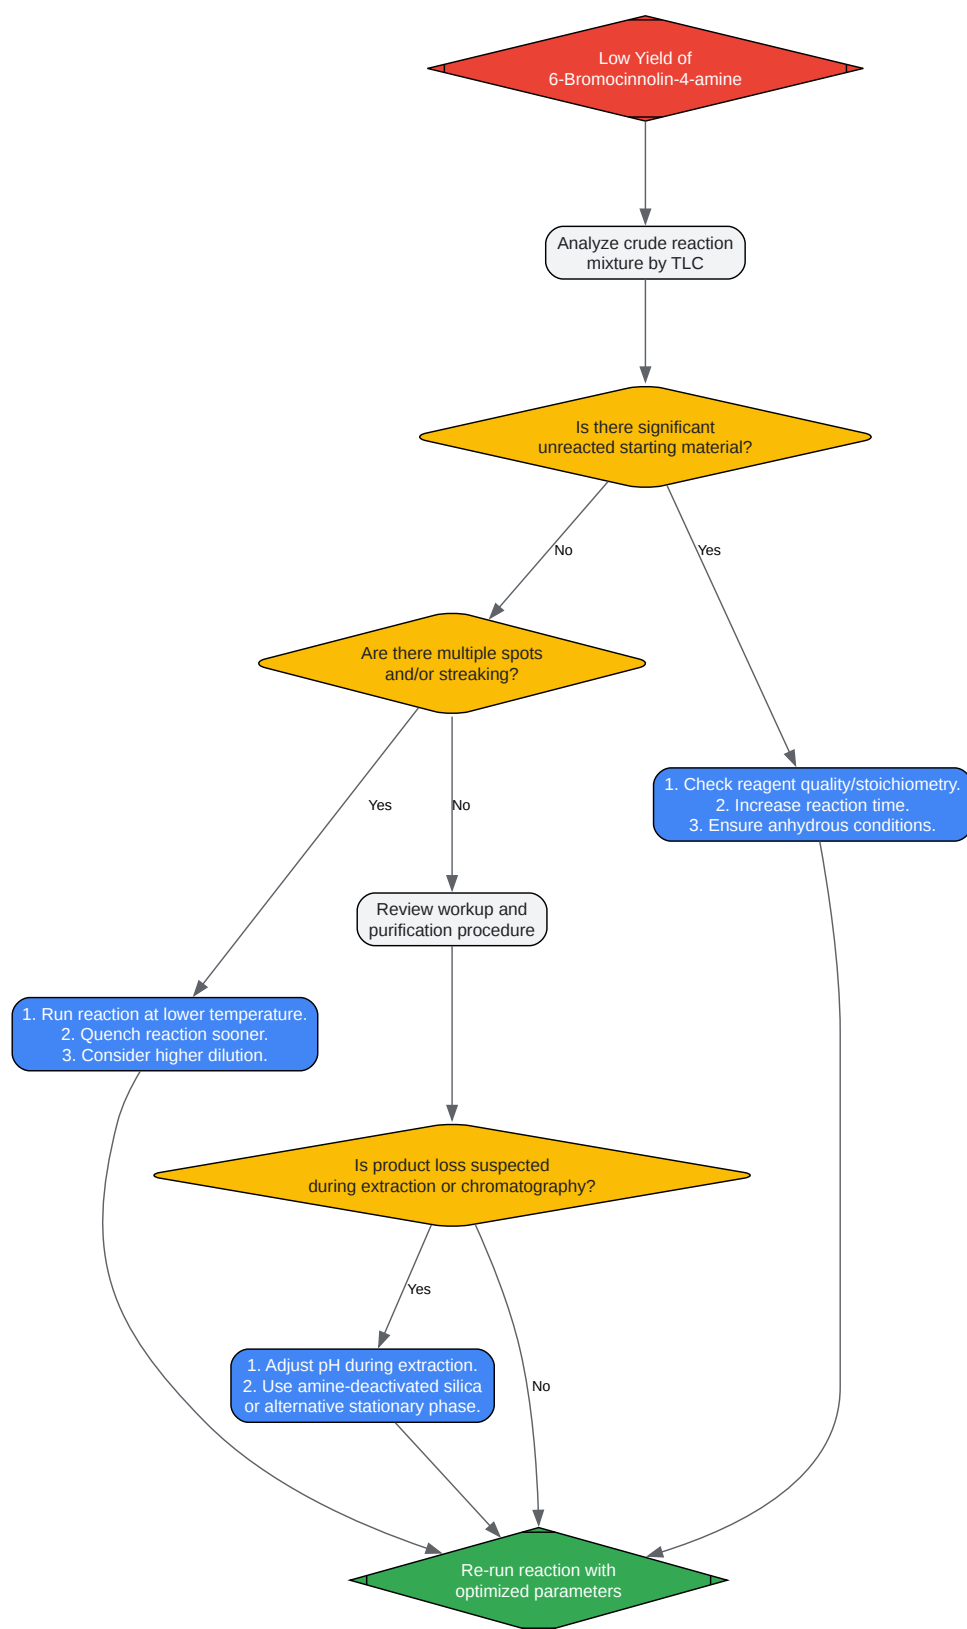 Low Yield of
6-Bromocinnolin-4-amine
Analyze crude reaction
mixture by TLC
Is there significant
unreacted starting material?
No
Yes
Are there multiple spots
and/or streaking?
Yes
No
1. Check reagent quality/stoichiometry.
2. Increase reaction time.
3. Ensure anhydrous conditions.
Review workup and
purification procedure
1. Run reaction at lower temperature.
2. Quench reaction sooner.
3. Consider higher dilution.
Is product loss suspected
during extraction or chromatography?
Yes
No
1. Adjust pH during extraction.
2. Use amine-deactivated silica
or alternative stationary phase.
Re-run reaction with
optimized parameters